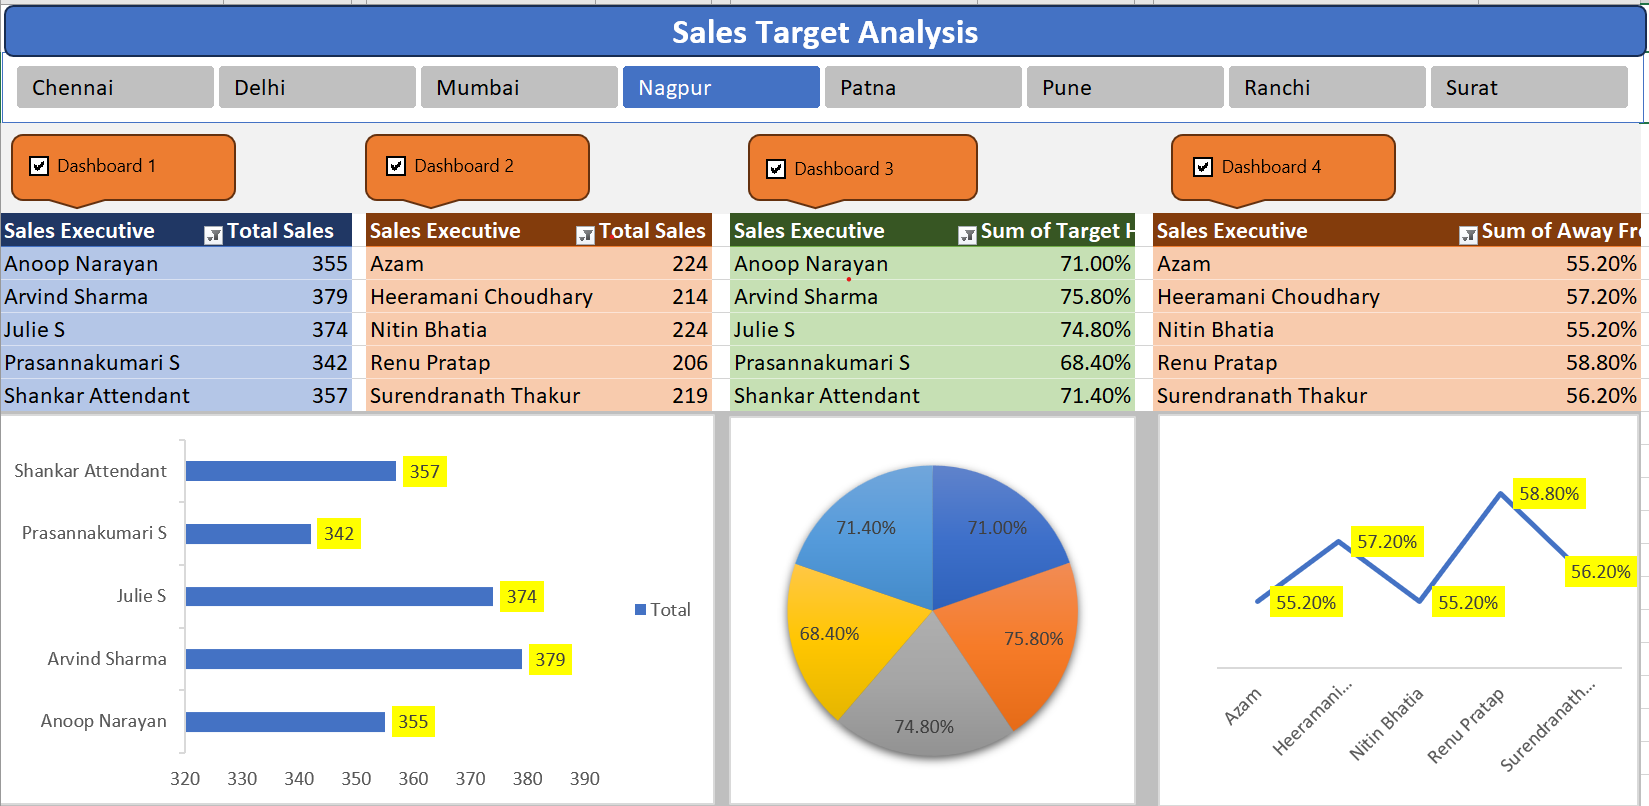 Sales Target Analysis
Chennai Delhi Mumbai Nagpur Patna Pune Ranchi Surat
Dashboard 1 Dashboard 2 Dashboard 3 Dashboard 4
Sales Executive Total Sales Sales Executive Total Sales Sales Executive Sum of Target H Sales Executive Sum of Away Fr
Anoop Narayan 355 Azam 224 Anoop Narayan 71.00% Azam 55.20%
Arvind Sharma 379 Heeramani Choudhary 214 Arvind Sharma 75.80% Heeramani Choudhary 57.20%
Julie S 374 Nitin Bhatia 224 Julie S 74.80% Nitin Bhatia 55.20%
Prasannakumari S 342 Renu Pratap 206 Prasannakumari S 68.40% Renu Pratap 58.80%
Shankar Attendant 357 Surendranath Thakur 219 Shankar Attendant 71.40% Surendranath Thakur 56.20%
Shankar Attendant 357
Prasannakumari S 342
Julie S 374
Arvind Sharma 379
Anoop Narayan 355
320 330 340 350 360 370 380 390
Total
71.40% 71.00%
68.40% 75.80%
74.80%
58.80%
57.20%
56.20%
55.20% 55.20%
Azam
Heeramani...
Nitin Bhatia
Renu Pratap
Surendranath...